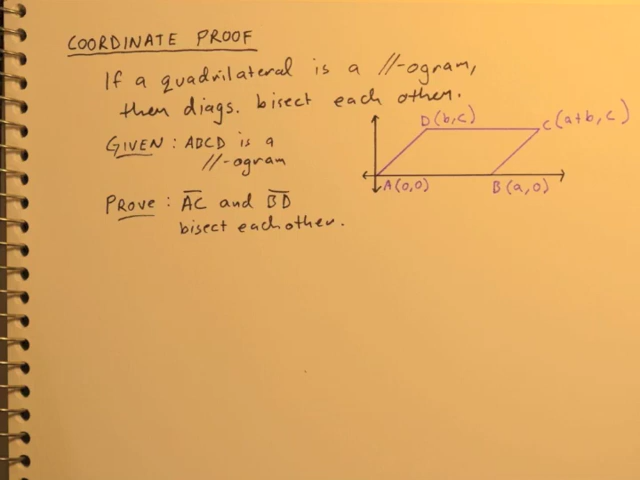 COORDINATE PROOF
If a quadrilateral is a //-ogram,
then diags. bisect each other.
GIVEN: ABCD is a
//-ogram
PROVE: AC and BD
bisect each other.
D(b,c)
C(a+b, c)
A(0,0)
B(a,0)